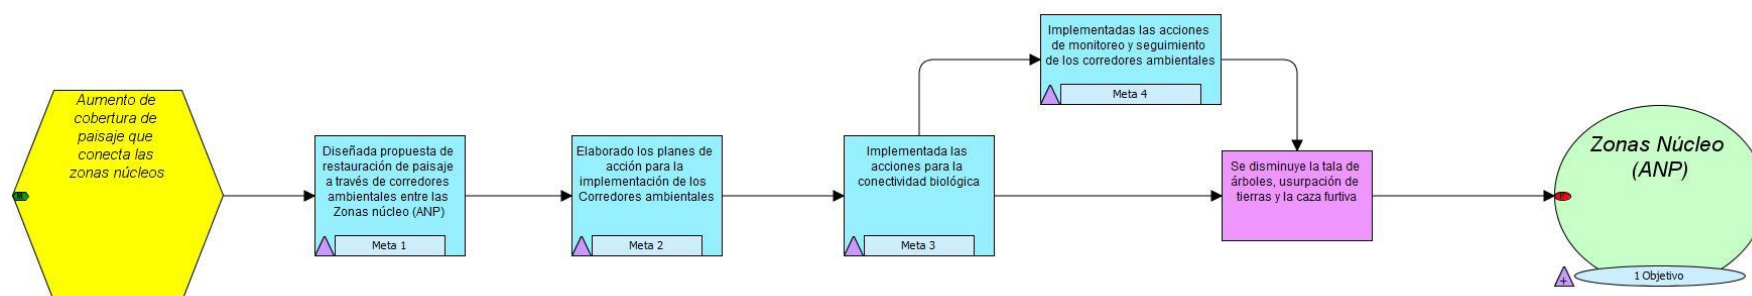 Aumento de
cobertura de
paisaje que
conecta las
zonas núcleos
Diseñada propuesta de
restauración de paisaje
a través de corredores
ambientales entre las
Zonas núcleo (ANP)
Meta 1
Elaborado los planes de
acción para la
implementación de los
Corredores ambientales
Meta 2
Implementada las
acciones para la
conectividad biológica
Meta 3
Implementadas las acciones
de monitoreo y seguimiento
de los corredores ambientales
Meta 4
Se disminuye la tala de
árboles, usurpación de
tierras y la caza furtiva
Zonas Núcleo
(ANP)
1 Objetivo